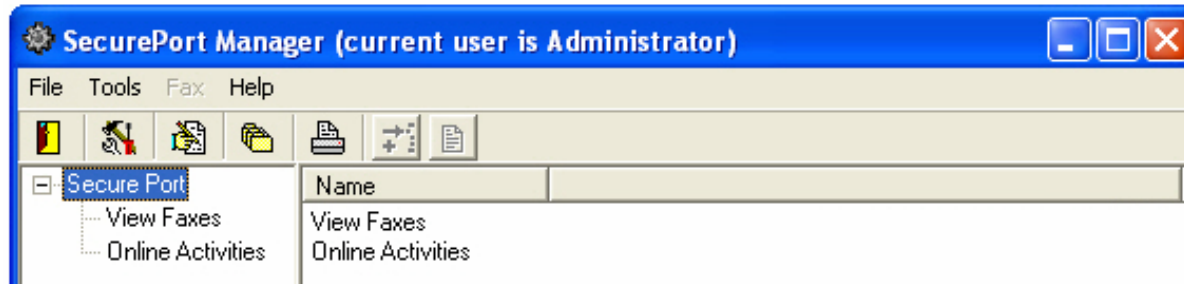 SecurePort Manager (current user is Administrator)
File Tools Fax Help
Secure Port
View Faxes
Online Activities
Name
View Faxes
Online Activities